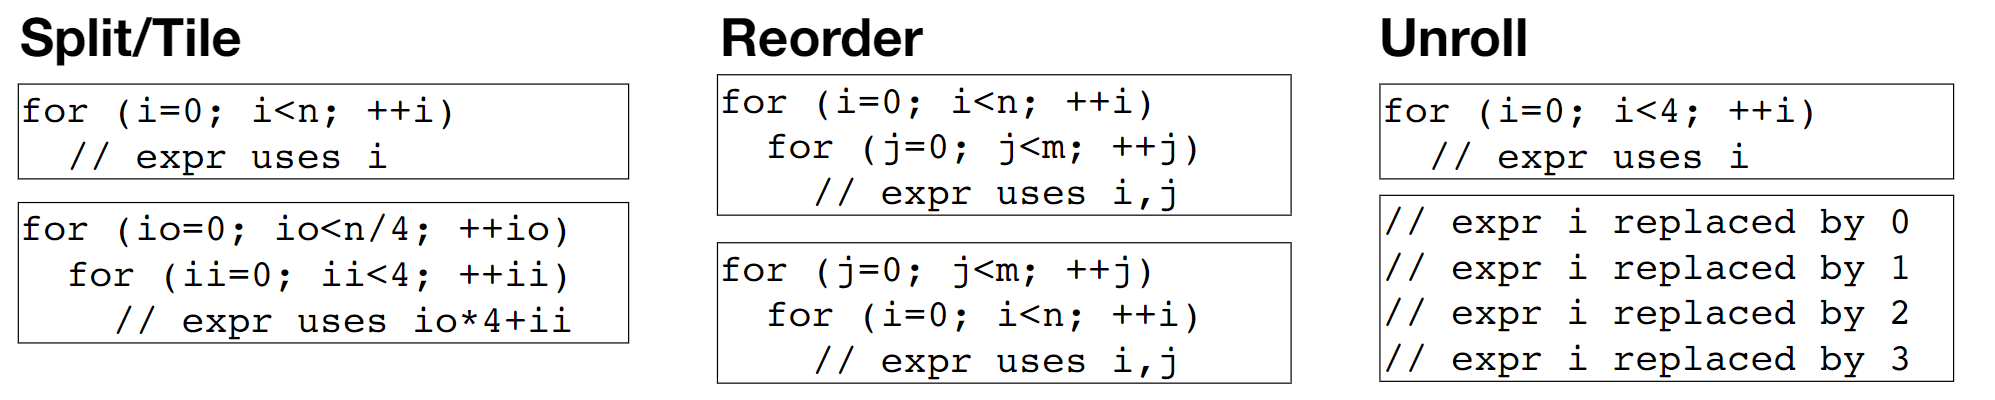 Split/Tile
for (i=0; i<n; ++i)
  // expr uses i
for (io=0; io<n/4; ++io)
  for (ii=0; ii<4; ++ii)
    // expr uses io*4+ii
Reorder
for (i=0; i<n; ++i)
  for (j=0; j<m; ++j)
    // expr uses i,j
for (j=0; j<m; ++j)
  for (i=0; i<n; ++i)
    // expr uses i,j
Unroll
for (i=0; i<4; ++i)
  // expr uses i
// expr i replaced by 0
// expr i replaced by 1
// expr i replaced by 2
// expr i replaced by 3